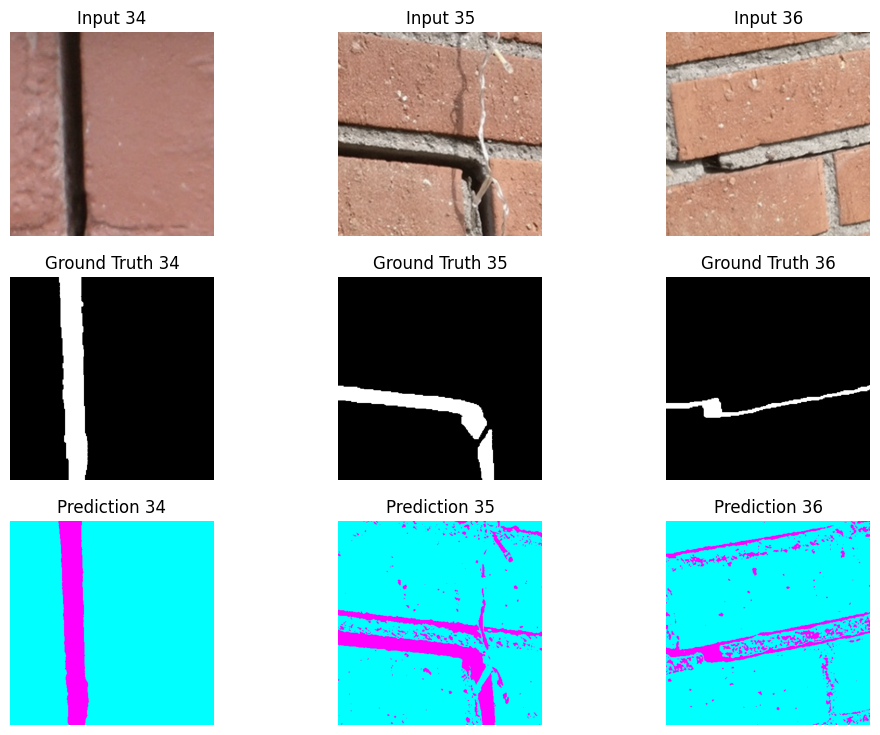 Input 34
Input 35
Input 36
Ground Truth 34
Ground Truth 35
Ground Truth 36
Prediction 34
Prediction 35
Prediction 36